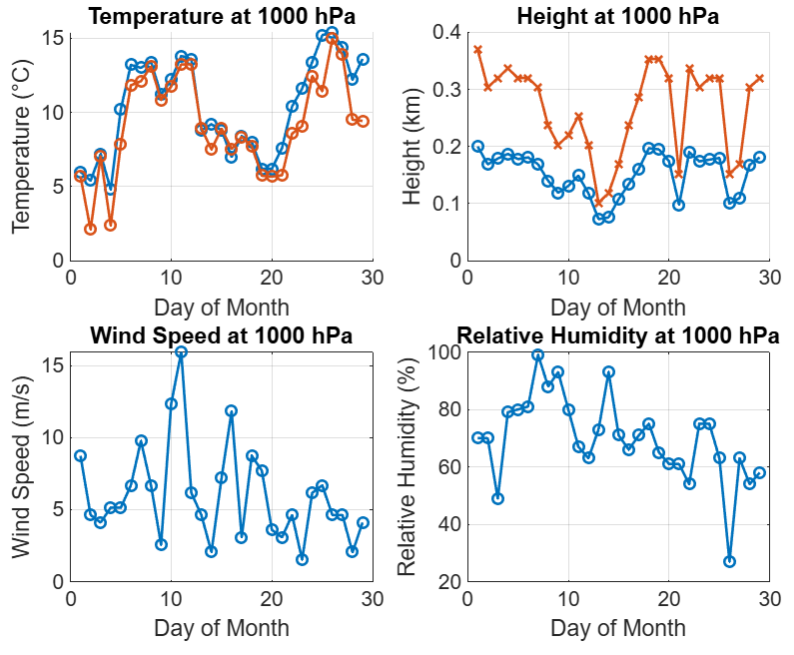 Temperature at 1000 hPa
Temperature (°C)
15
10
5
0
0
10
20
30
Day of Month
Height at 1000 hPa
Height (km)
0.4
0.3
0.2
0.1
0
0
10
20
30
Day of Month
Wind Speed at 1000 hPa
Wind Speed (m/s)
15
10
5
0
0
10
20
30
Day of Month
Relative Humidity at 1000 hPa
Relative Humidity (%)
100
80
60
40
20
0
10
20
30
Day of Month